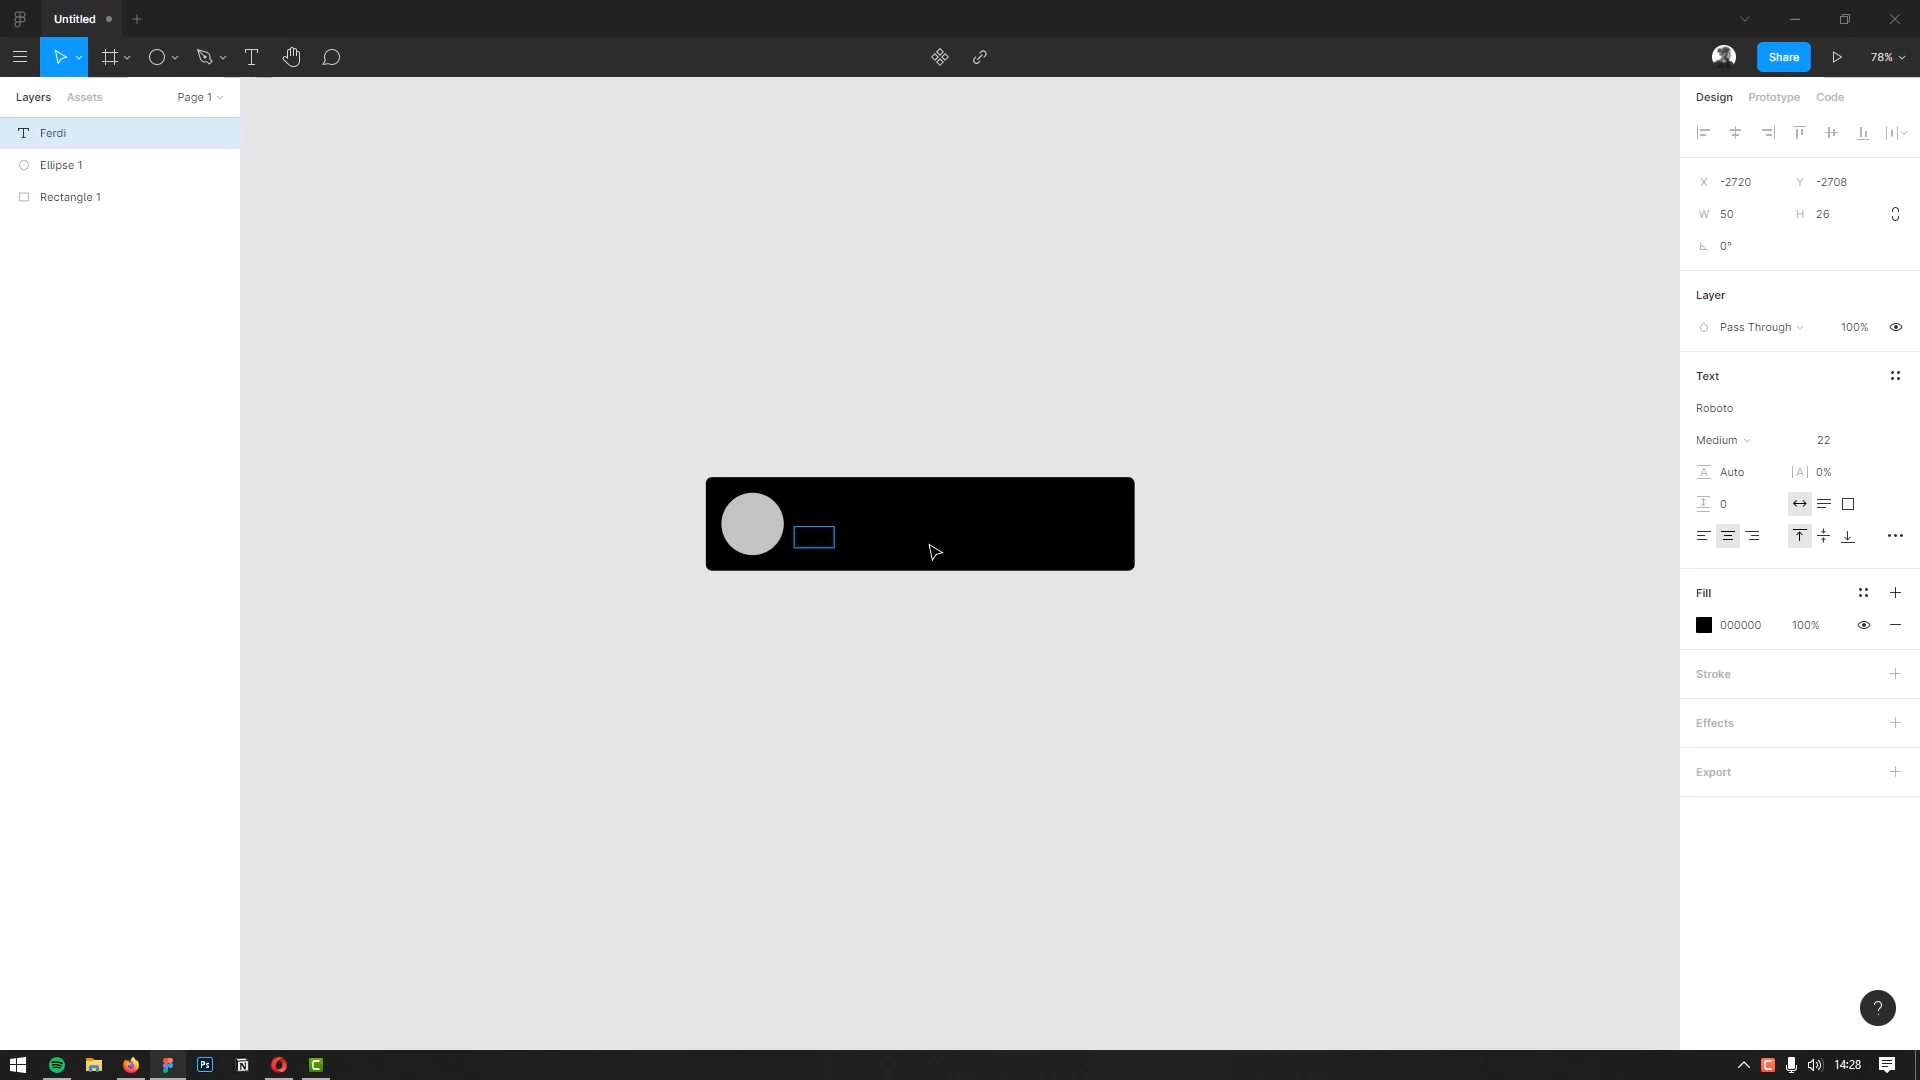 Untitled
Share
78%
Layers
Assets
Page 1
Design
Prototype
Code
Ferdi
Ellipse 1
Rectangle 1
X -2720 Y -2708
W 50 H 26
0°
Layer
Pass Through 100%
Text
Roboto
Medium 22
A Auto |A| 0%
0
Fill
000000 100%
Stroke
Effects
Export
?
Ps
N
C
C
14:28